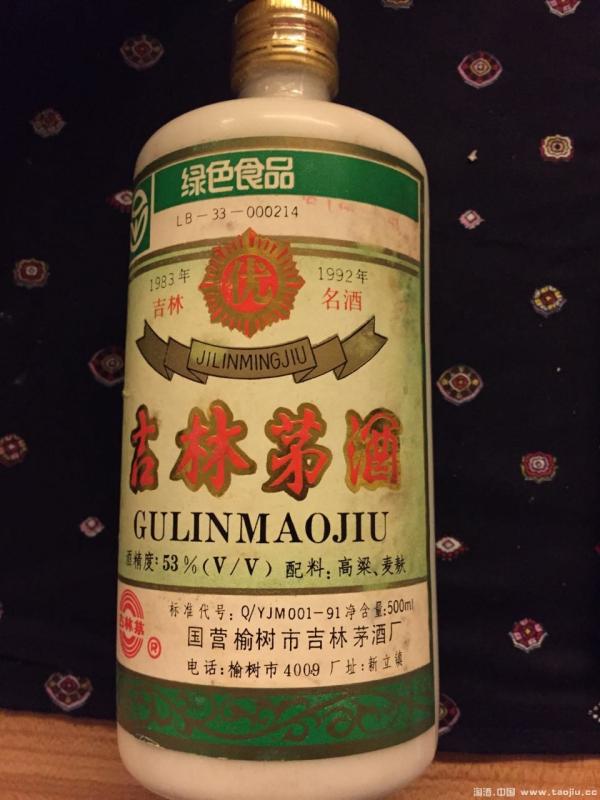 绿色食品
LB-33-000214
1983年 优 1992年
吉林 名酒
JILINMINGJIU
吉林茅酒
GULINMAOJIU
酒精度:53%(V/V) 配料:高粱、麦麸
标准代号:Q/YJM001-91 净含量:500ml
国营榆树市吉林茅酒厂
吉林茅 ®
电话:榆树市4009 厂址:新立镇
淘酒.中国 www.taojiu.cc